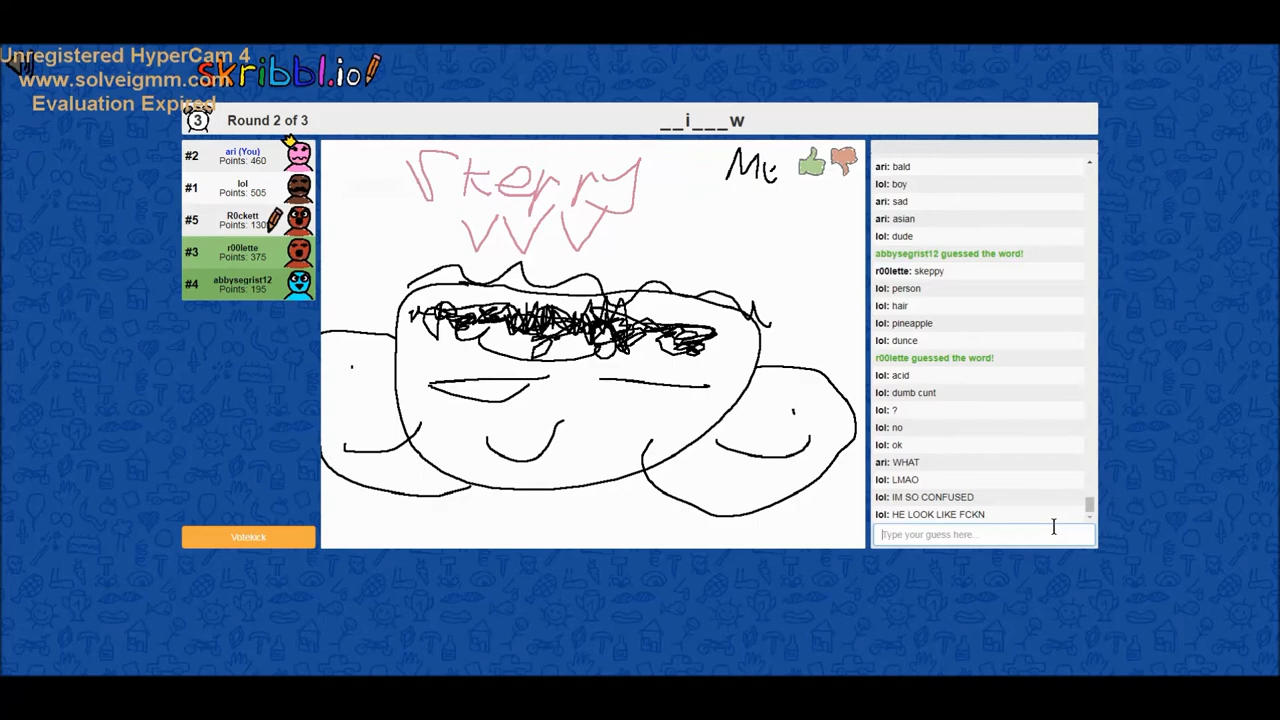 Unregistered HyperCam 4
www.solveigmm.com
Evaluation Expired
skribbl.io
3
Round 2 of 3
__i___w
#2
ari (You)
Points: 460
#1
lol
Points: 505
#5
R0ckett
Points: 130
#3
r00lette
Points: 375
#4
abbysegrist12
Points: 195
Votekick
Skeppy
Me
ari: bald
lol: boy
ari: sad
ari: asian
lol: dude
abbysegrist12 guessed the word!
r00lette: skeppy
lol: person
lol: hair
lol: pineapple
lol: dunce
r00lette guessed the word!
lol: acid
lol: dumb cunt
lol: ?
lol: no
lol: ok
ari: WHAT
lol: LMAO
lol: IM SO CONFUSED
lol: HE LOOK LIKE FCKN
Type your guess here...